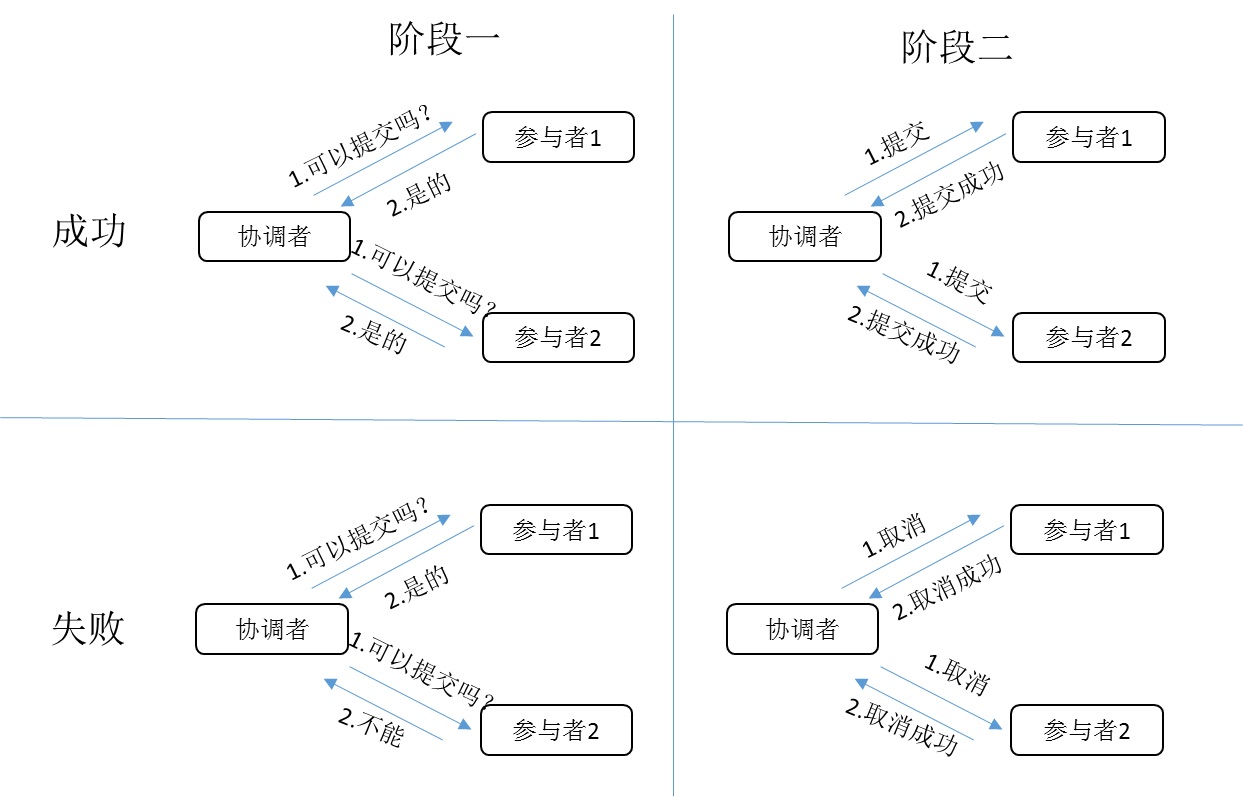 阶段一
阶段二
成功
1.可以提交吗？
参与者1
2.是的
协调者
1.可以提交吗？
2.是的
参与者2
1.提交
参与者1
2.提交成功
协调者
1.提交
2.提交成功
参与者2
失败
1.可以提交吗？
参与者1
2.是的
协调者
1.可以提交吗？
2.不能
参与者2
1.取消
参与者1
2.取消成功
协调者
1.取消
2.取消成功
参与者2